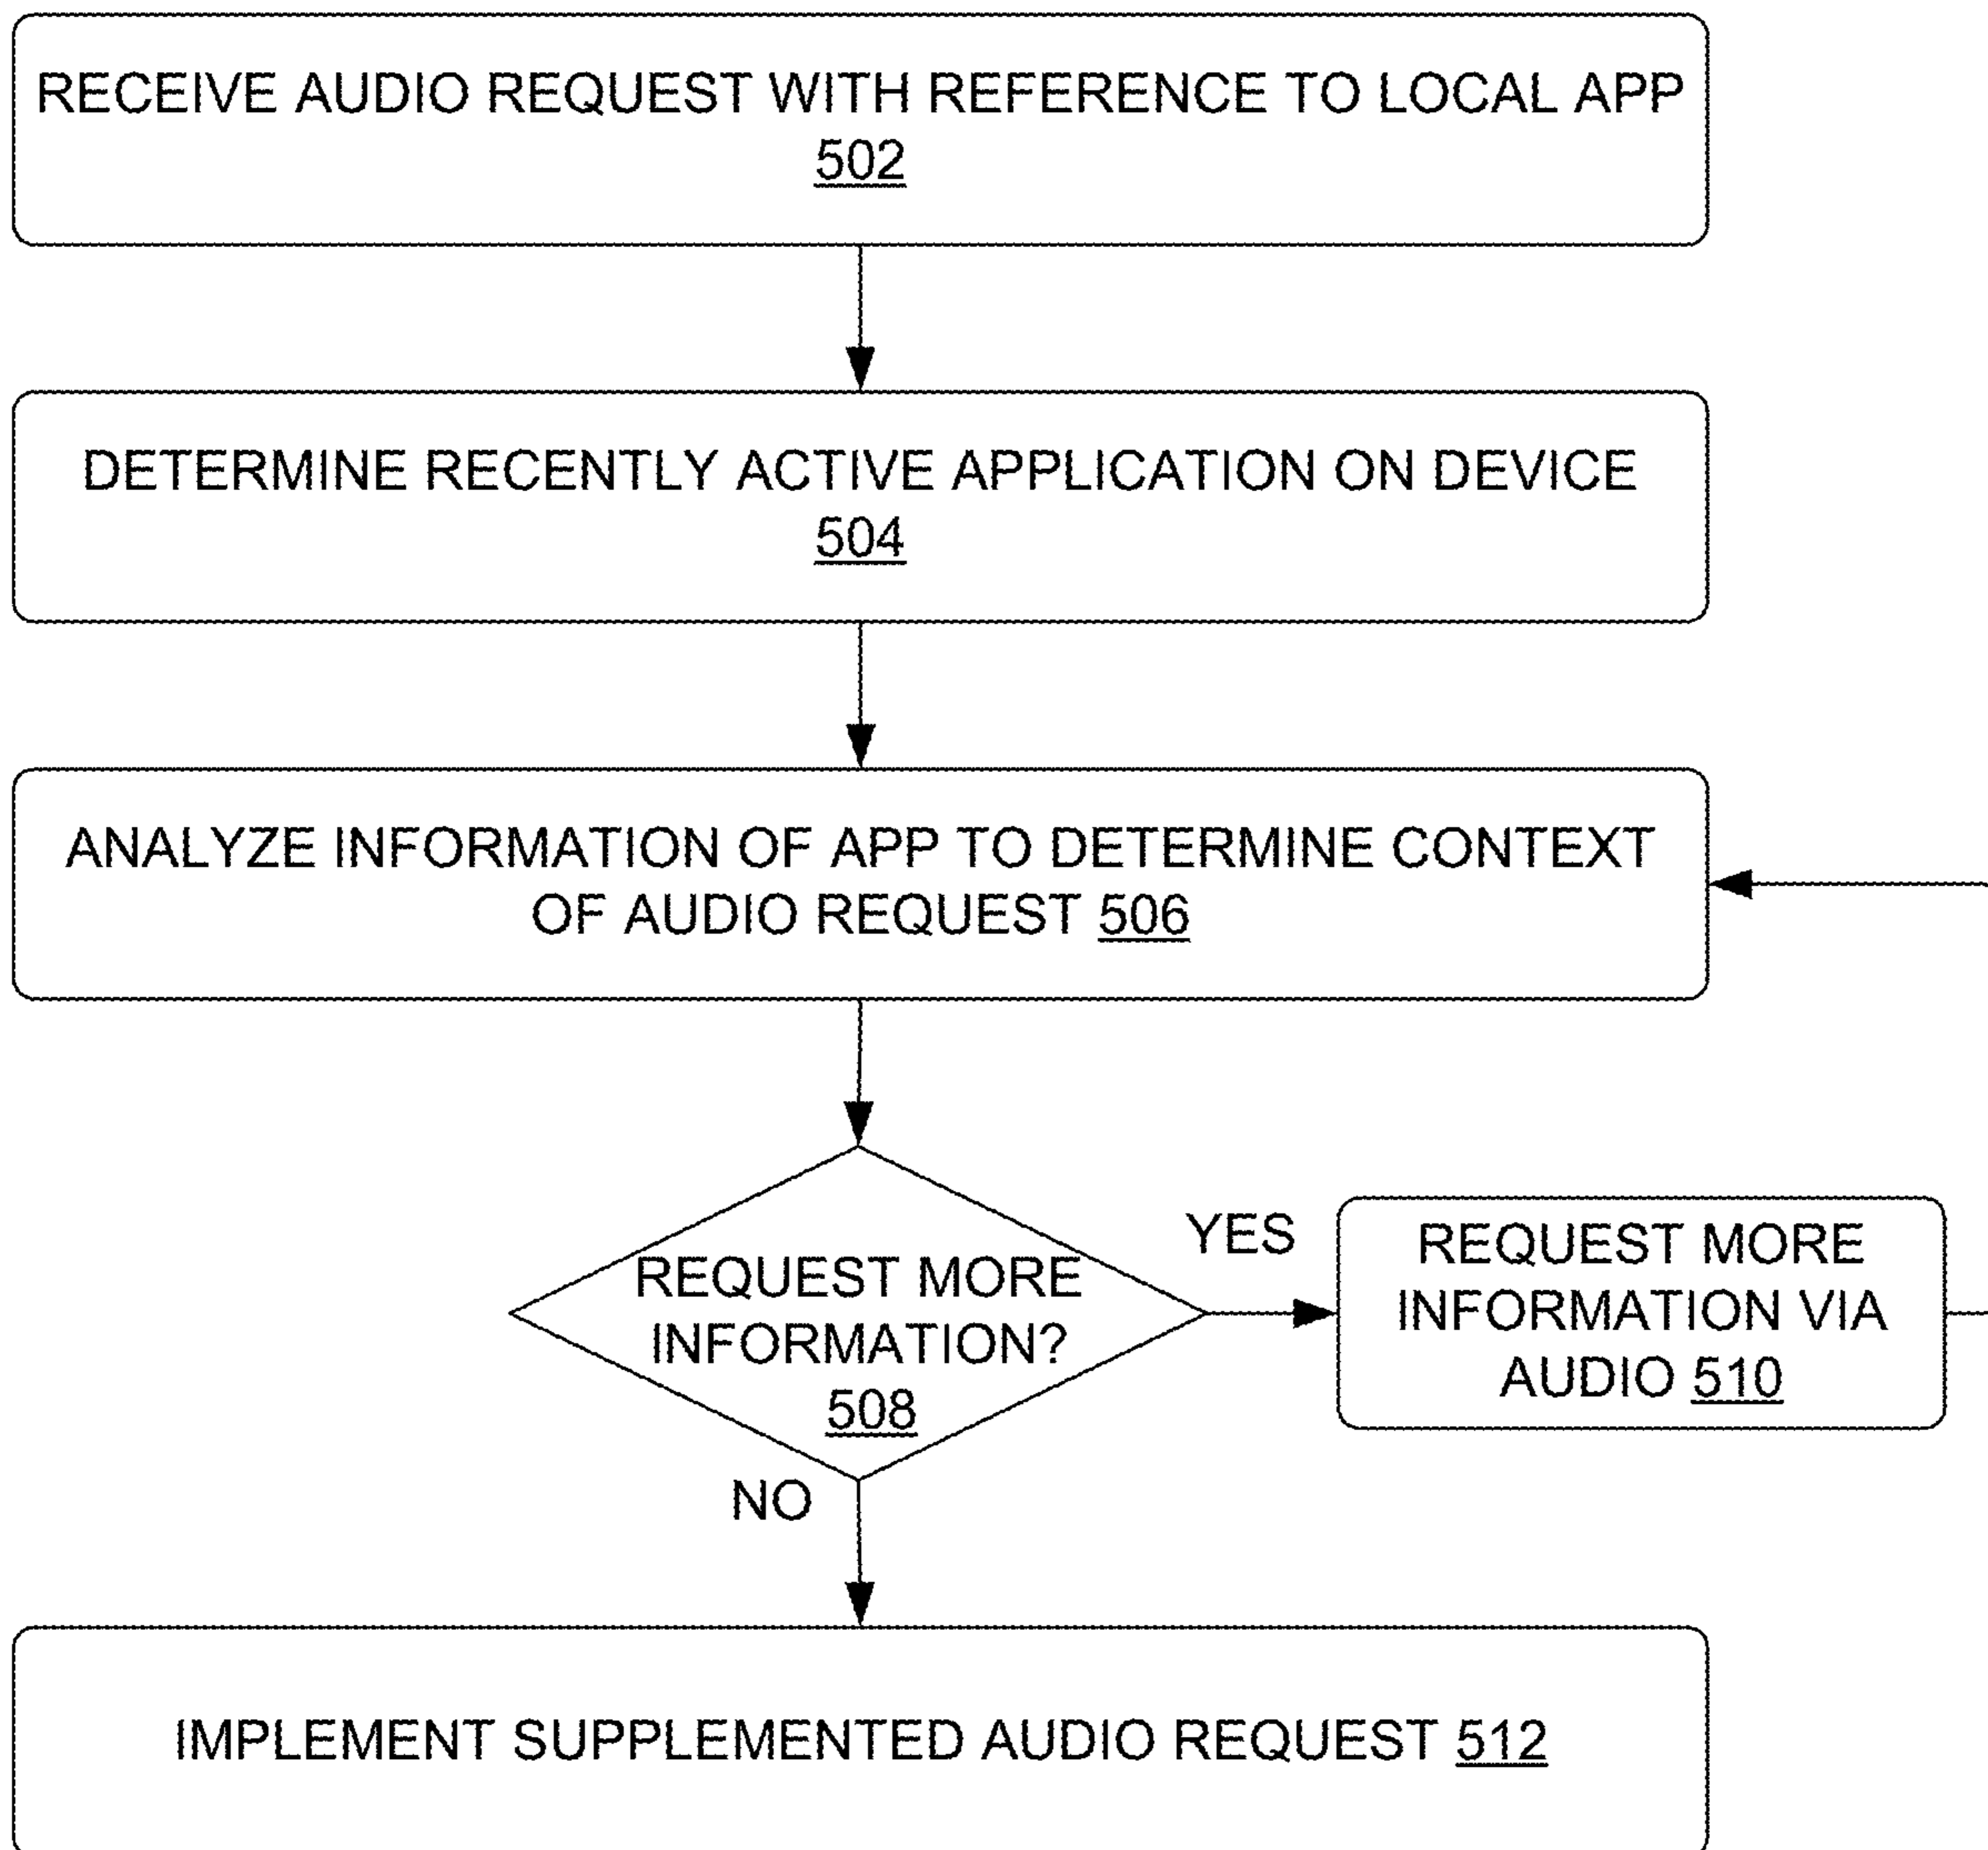 RECEIVE AUDIO REQUEST WITH REFERENCE TO LOCAL APP
502
DETERMINE RECENTLY ACTIVE APPLICATION ON DEVICE
504
ANALYZE INFORMATION OF APP TO DETERMINE CONTEXT
OF AUDIO REQUEST 506
REQUEST MORE
INFORMATION?
508
YES
REQUEST MORE
INFORMATION VIA
AUDIO 510
NO
IMPLEMENT SUPPLEMENTED AUDIO REQUEST 512